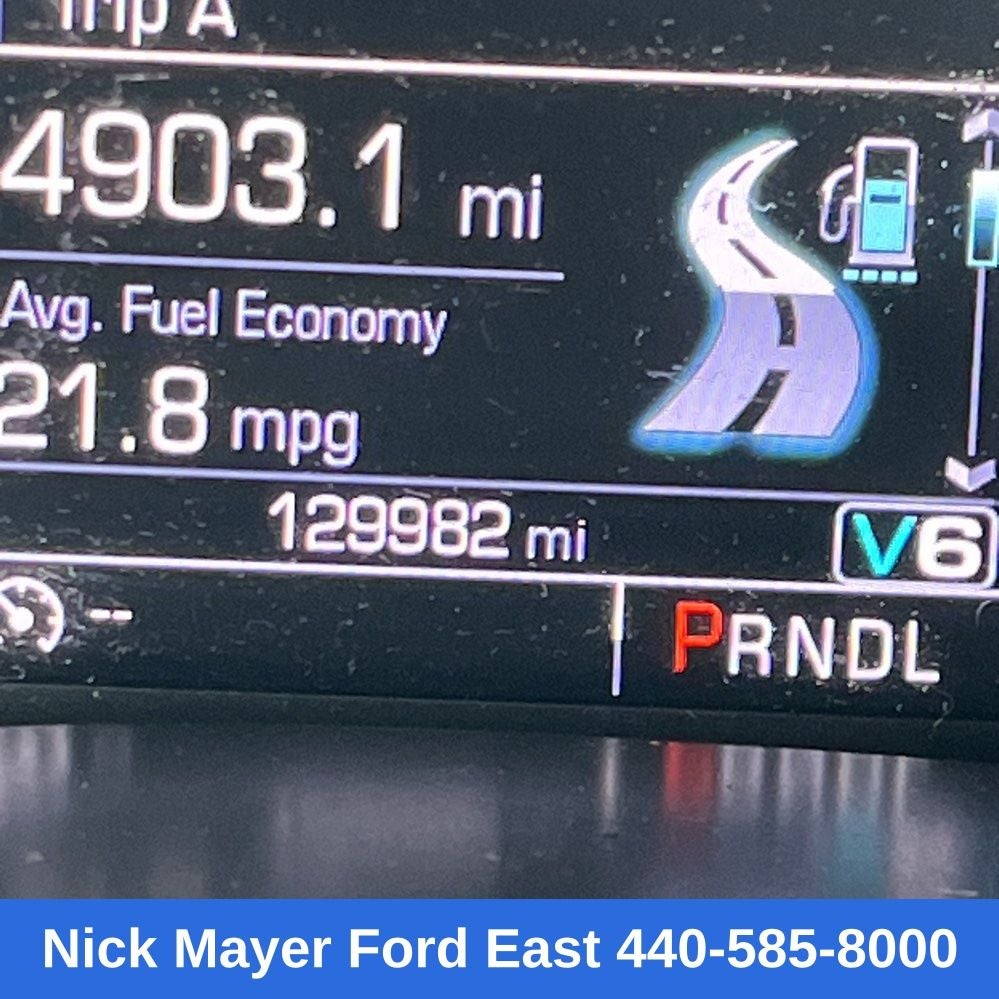 Trip A
4903.1 mi
Avg. Fuel Economy
21.8 mpg
129982 mi
V6
--
PRNDL
Nick Mayer Ford East 440-585-8000